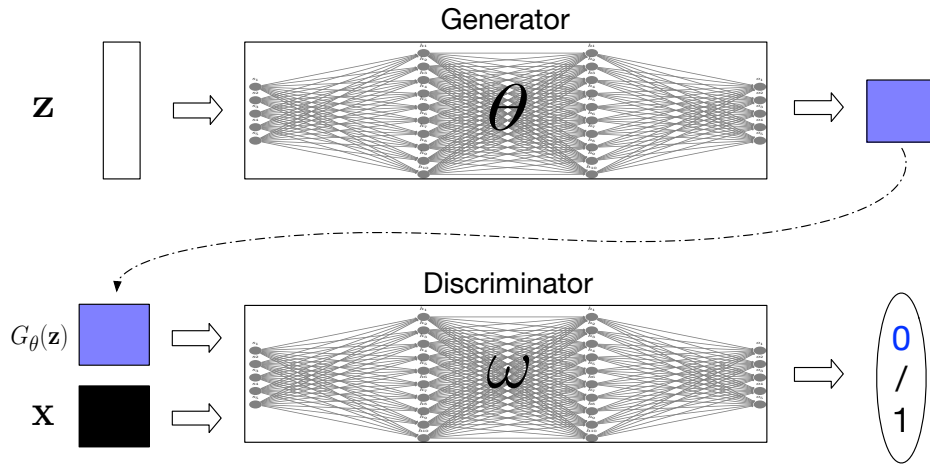 Generator
z
θ
Discriminator
G_θ(z)
x
ω
0
/
1